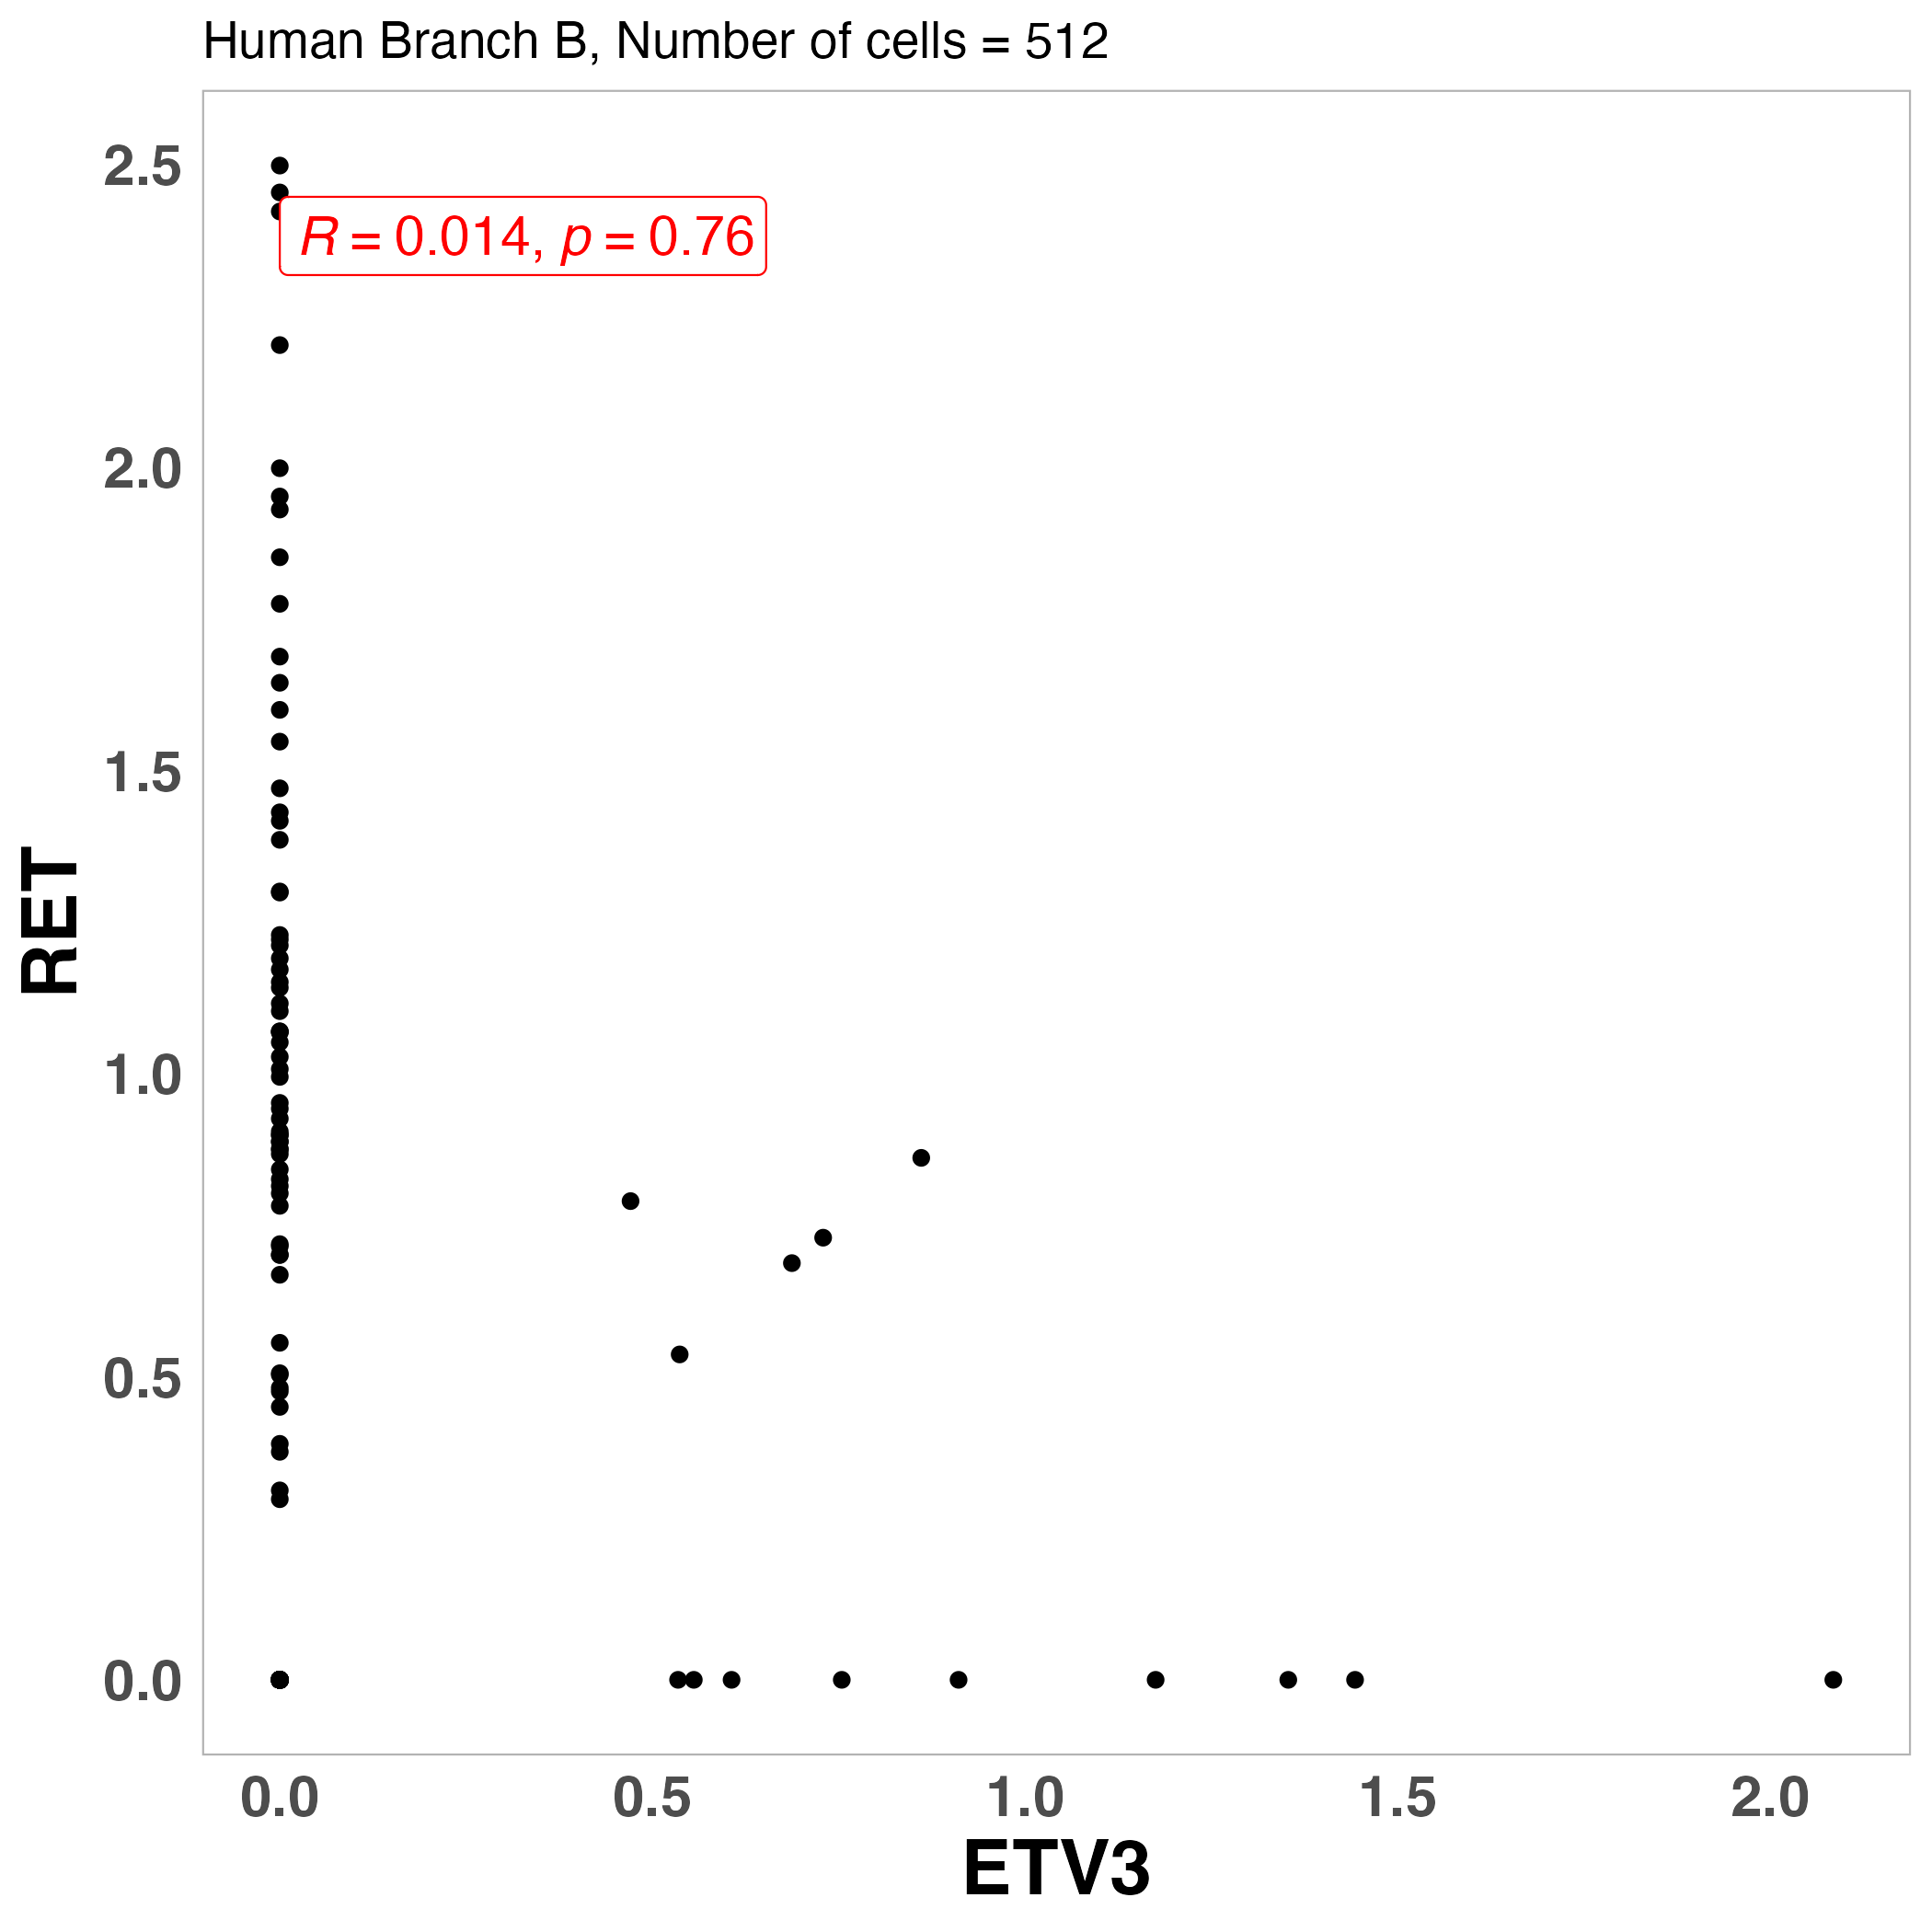 Human Branch B, Number of cells = 512
2.5
R = 0.014, p = 0.76
2.0
1.5
RET
1.0
0.5
0.0
0.0 0.5 1.0 1.5 2.0
ETV3